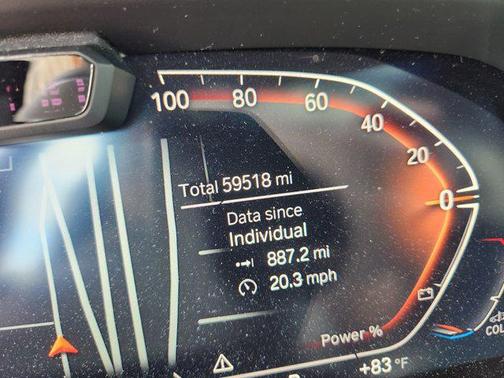 100 80 60 40 20 0
Total 59518 mi
Data since
Individual
887.2 mi
20.3 mph
Power %
+83 °F